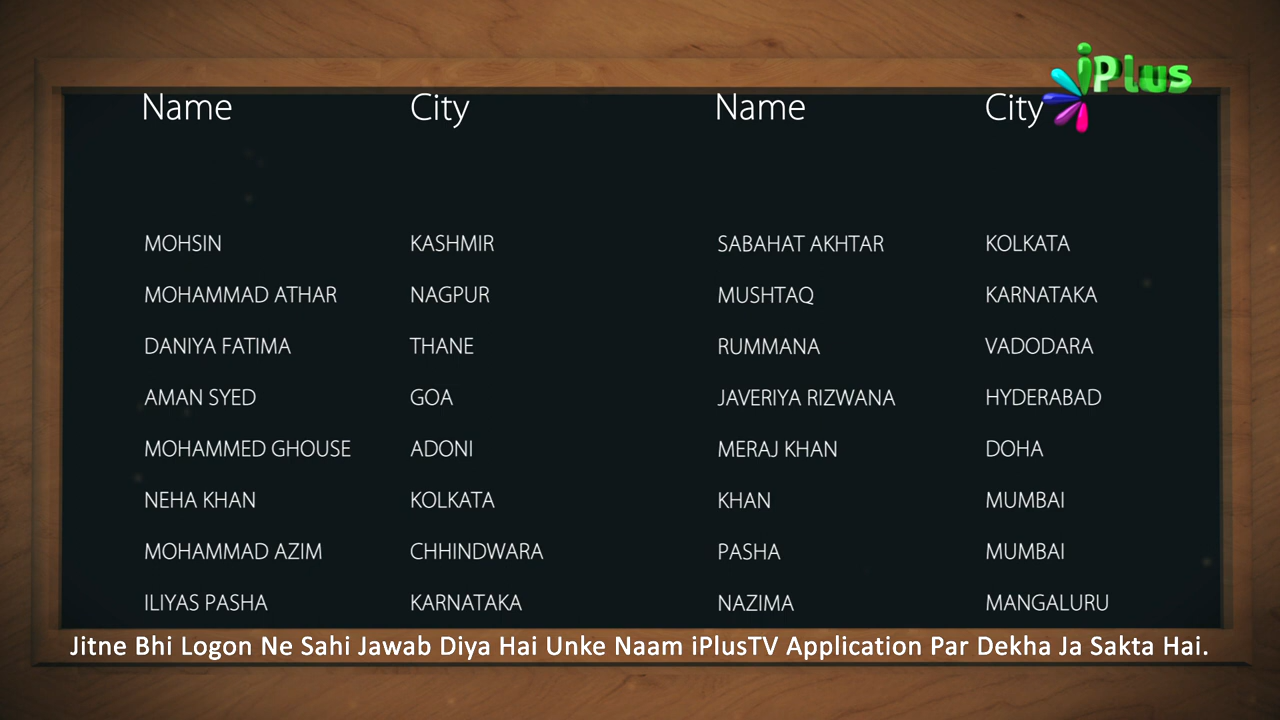 iPlus
Name City Name City
MOHSIN KASHMIR SABAHAT AKHTAR KOLKATA
MOHAMMAD ATHAR NAGPUR MUSHTAQ KARNATAKA
DANIYA FATIMA THANE RUMMANA VADODARA
AMAN SYED GOA JAVERIYA RIZWANA HYDERABAD
MOHAMMED GHOUSE ADONI MERAJ KHAN DOHA
NEHA KHAN KOLKATA KHAN MUMBAI
MOHAMMAD AZIM CHHINDWARA PASHA MUMBAI
ILIYAS PASHA KARNATAKA NAZIMA MANGALURU
Jitne Bhi Logon Ne Sahi Jawab Diya Hai Unke Naam iPlusTV Application Par Dekha Ja Sakta Hai.